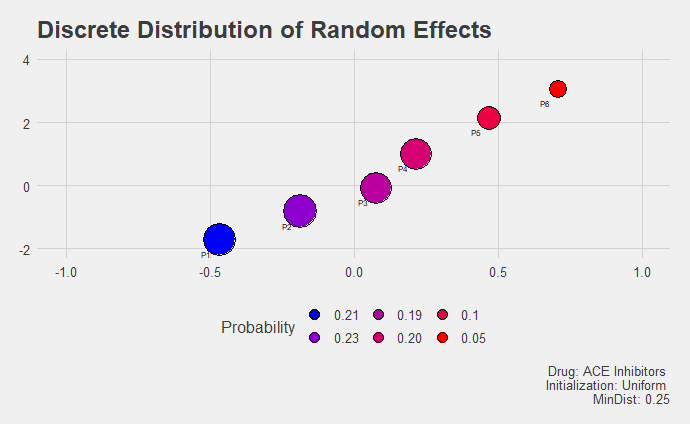 Discrete Distribution of Random Effects
4
P6
P5
2
P4
P3
0
P2
P1
-2
-1.0 -0.5 0.0 0.5 1.0
Probability
0.21 0.19 0.1
0.23 0.20 0.05
Drug: ACE Inhibitors
Initialization: Uniform
MinDist: 0.25